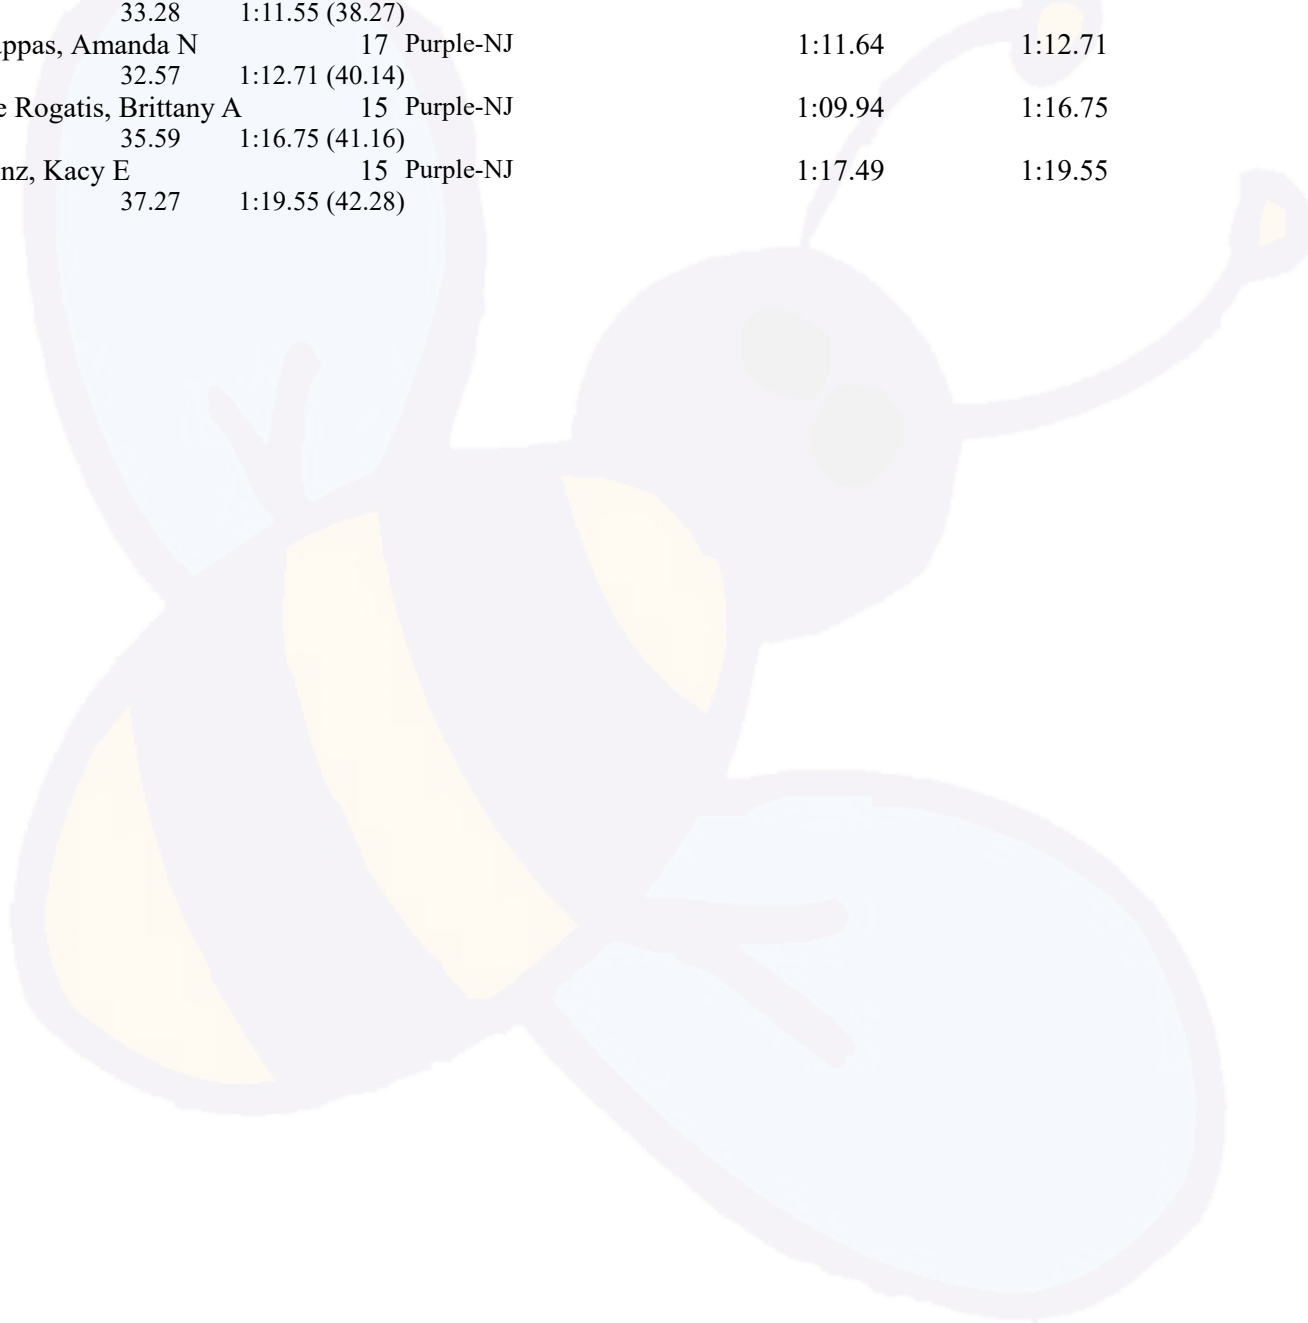 33.28 1:11.55 (38.27)
ppas, Amanda N 17 Purple-NJ 1:11.64 1:12.71
32.57 1:12.71 (40.14)
e Rogatis, Brittany A 15 Purple-NJ 1:09.94 1:16.75
35.59 1:16.75 (41.16)
nz, Kacy E 15 Purple-NJ 1:17.49 1:19.55
37.27 1:19.55 (42.28)